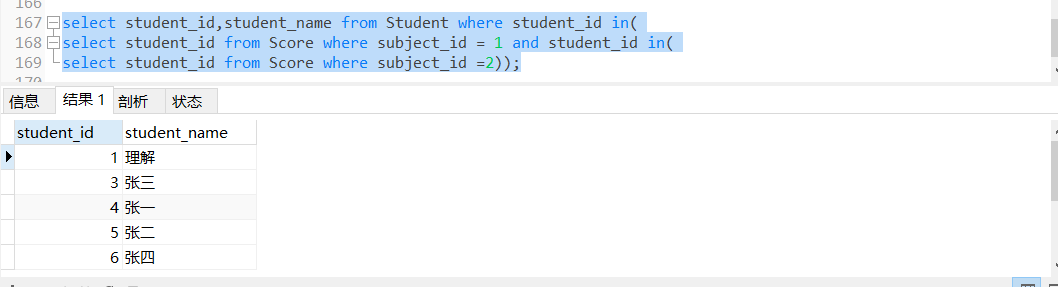 166
167 select student_id,student_name from Student where student_id in(
168 select student_id from Score where subject_id = 1 and student_id in(
169 select student_id from Score where subject_id =2));
170
信息 结果 1 剖析 状态
student_id student_name
1 理解
3 张三
4 张一
5 张二
6 张四